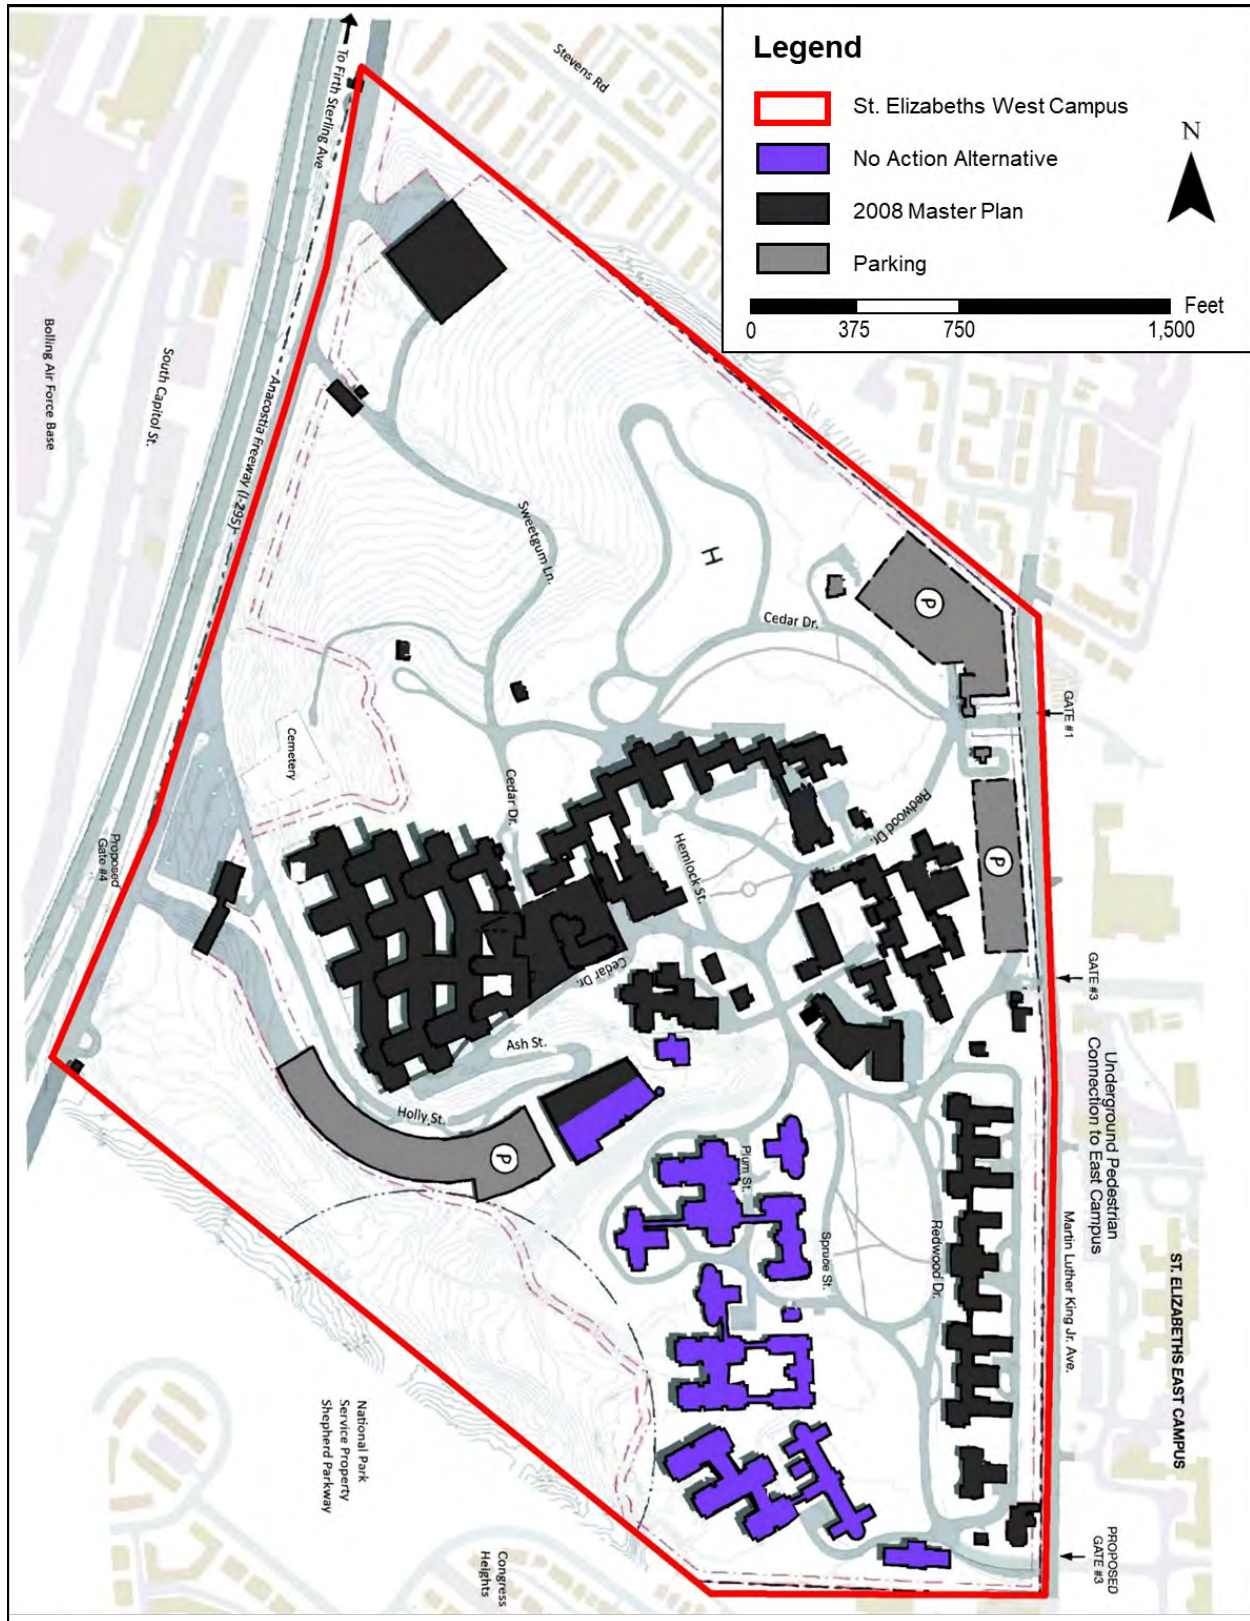 Legend
St. Elizabeths West Campus
No Action Alternative
2008 Master Plan
Parking
Feet
0 375 750 1,500
N
Stevens Rd
To Firth Sterling Ave
Bolling Air Force Base
South Capitol St.
Anacostia Freeway (I-295)
Sweetgum Ln.
H
Cedar Dr.
P
GATE #1
Cemetery
Cedar Dr.
Redwood Dr.
Hemlock St.
P
Proposed
Gate #4
Cedar Dr.
GATE #3
Ash St.
Underground Pedestrian
Connection to East Campus
Holly St.
P
Plum St.
Spruce St.
Redwood Dr.
Martin Luther King Jr. Ave.
ST. ELIZABETHS EAST CAMPUS
National Park
Service Property
Shepherd Parkway
Congress
Heights
PROPOSED
GATE #3